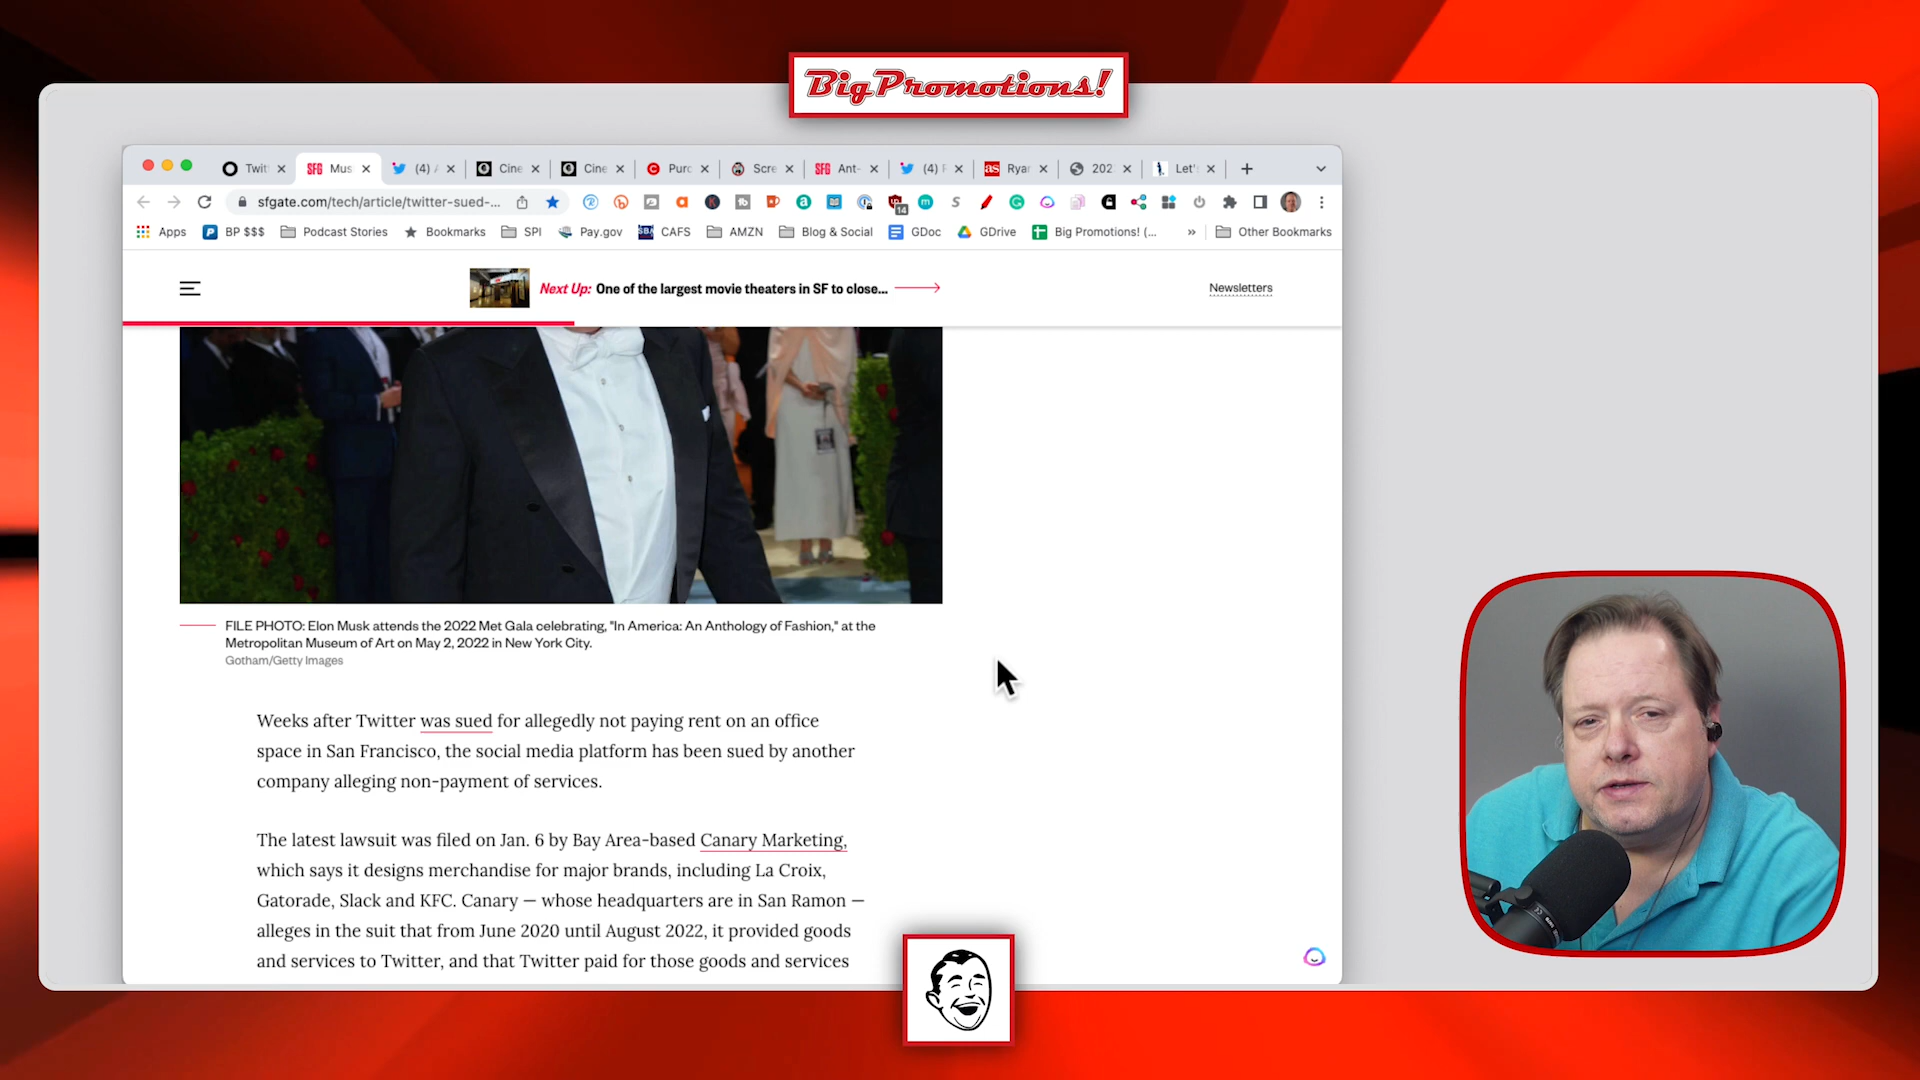 Big Promotions!
Twit
SFG Mus
(4) A
Cine
Cine
Purc
Scre
SFG Ant-
(4) F
as Ryan
202
Let's
sfgate.com/tech/article/twitter-sued-...
14
Apps
BP $$$
Podcast Stories
Bookmarks
SPI
Pay.gov
SBA CAFS
AMZN
Blog & Social
GDoc
GDrive
Big Promotions! (...
»
Other Bookmarks
Next Up: One of the largest movie theaters in SF to close...
Newsletters
FILE PHOTO: Elon Musk attends the 2022 Met Gala celebrating, "In America: An Anthology of Fashion," at the
Metropolitan Museum of Art on May 2, 2022 in New York City.
Gotham/Getty Images
Weeks after Twitter was sued for allegedly not paying rent on an office
space in San Francisco, the social media platform has been sued by another
company alleging non-payment of services.
The latest lawsuit was filed on Jan. 6 by Bay Area-based Canary Marketing,
which says it designs merchandise for major brands, including La Croix,
Gatorade, Slack and KFC. Canary — whose headquarters are in San Ramon —
alleges in the suit that from June 2020 until August 2022, it provided goods
and services to Twitter, and that Twitter paid for those goods and services